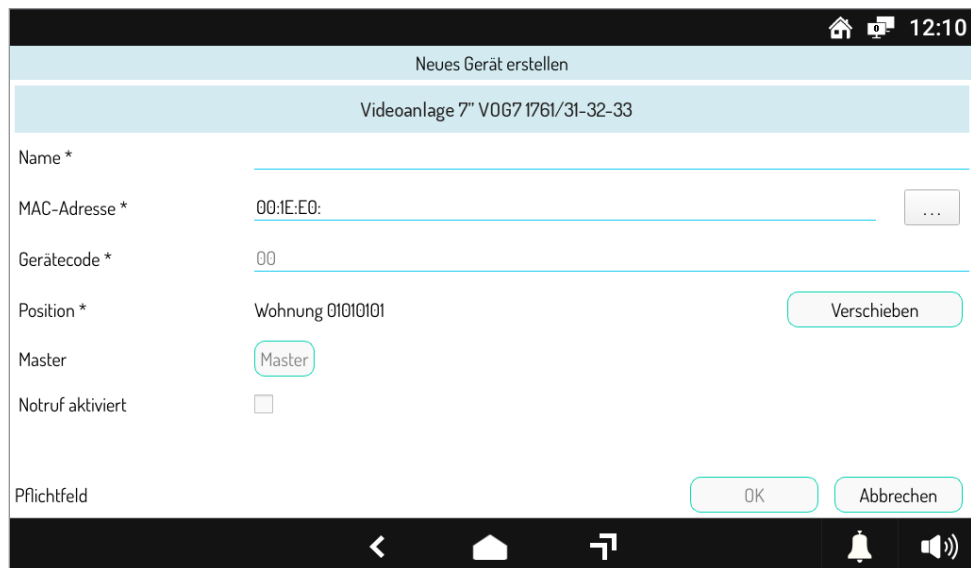 0 12:10
Neues Gerät erstellen
Videoanlage 7” VOG7 1761/31-32-33
Name *
MAC-Adresse * 00:1E:E0: ...
Gerätecode * 00
Position * Wohnung 01010101 Verschieben
Master Master
Notruf aktiviert
Pflichtfeld OK Abbrechen